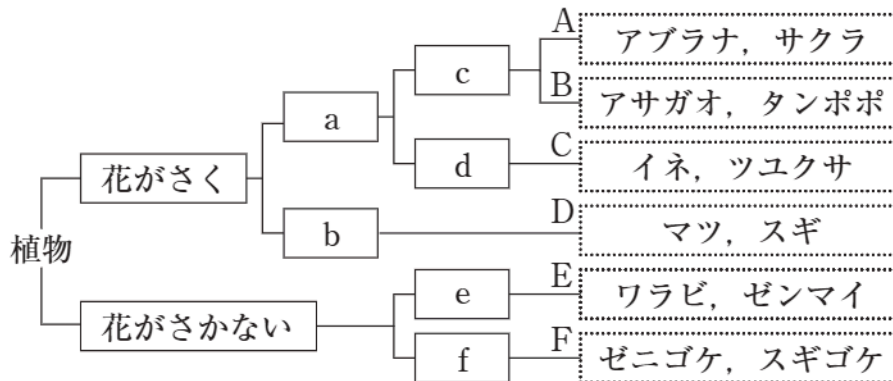 A
アブラナ，サクラ
c
B
アサガオ，タンポポ
a
C
イネ，ツユクサ
d
花がさく
D
マツ，スギ
b
植物
E
ワラビ，ゼンマイ
e
花がさかない
F
ゼニゴケ，スギゴケ
f